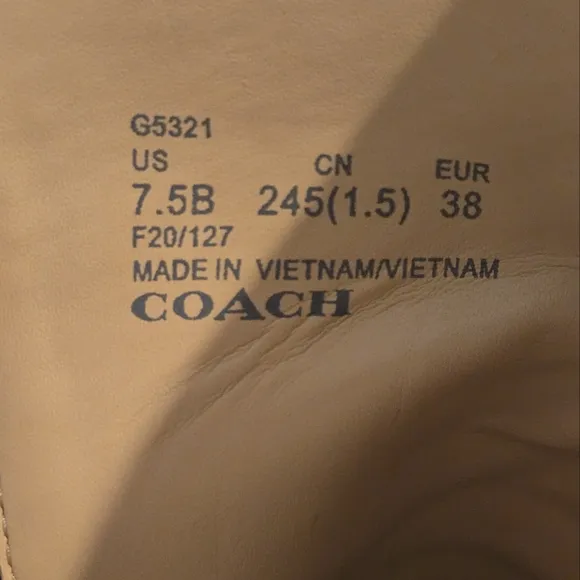 G5321
US CN EUR
7.5B 245(1.5) 38
F20/127
MADE IN VIETNAM/VIETNAM
COACH